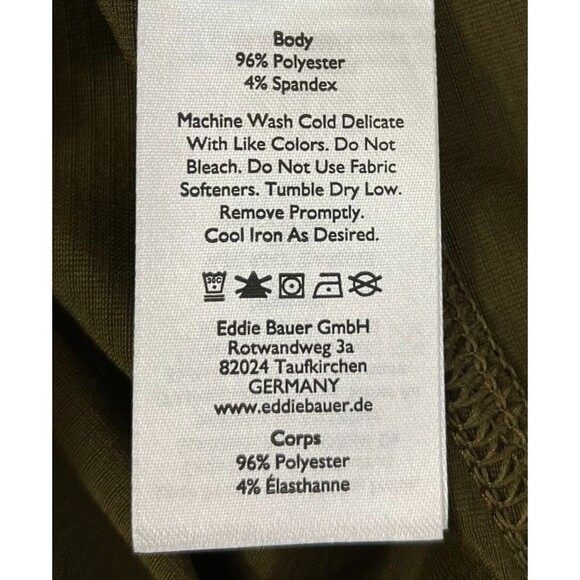 Body
96% Polyester
4% Spandex
Machine Wash Cold Delicate
With Like Colors. Do Not
Bleach. Do Not Use Fabric
Softeners. Tumble Dry Low.
Remove Promptly.
Cool Iron As Desired.
Eddie Bauer GmbH
Rotwandweg 3a
82024 Taufkirchen
GERMANY
www.eddiebauer.de
Corps
96% Polyester
4% Élasthanne